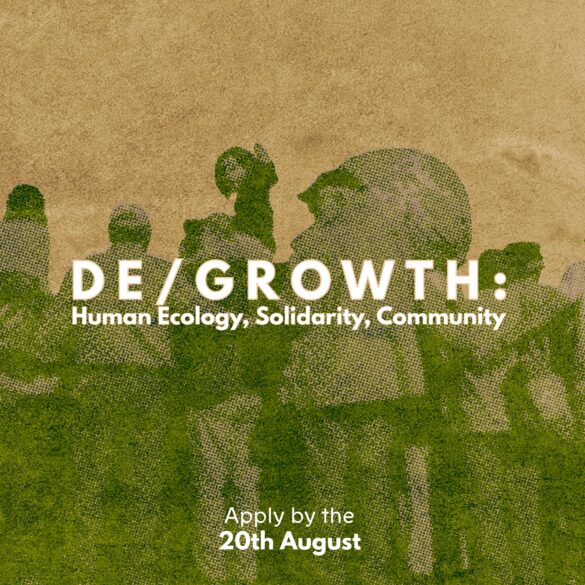 DE/GROWTH:
Human Ecology, Solidarity, Community
Apply by the
20th August